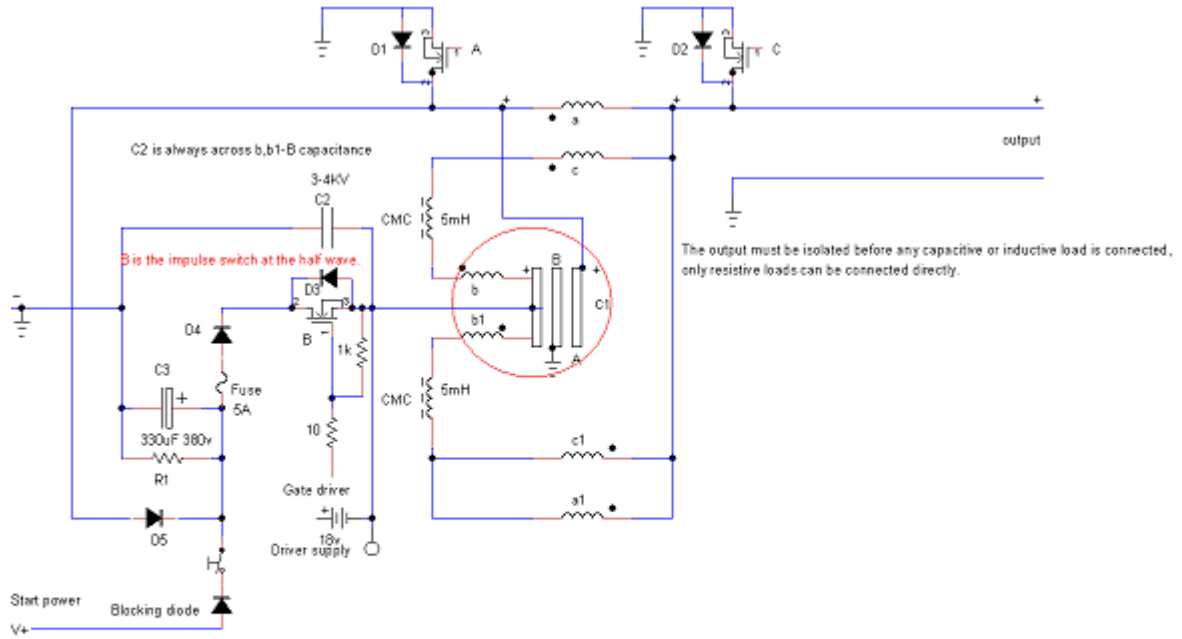 D1
A
D2
C
+
+
+
a
output
C2 is always across b,b1-B capacitance
3-4KV
C2
c
CMC
5mH
The output must be isolated before any capacitive or inductive load is connected,
only resistive loads can be connected directly.
B is the impulse switch at the half wave.
D3
b
+
B
+
C1
2
3
B
1
b1
A
D4
1k
C3
+
Fuse
5A
CMC
5mH
330uF 380v
R1
10
c1
Gate driver
a1
+
18v
D5
Driver supply
Start power
Blocking diode
V+